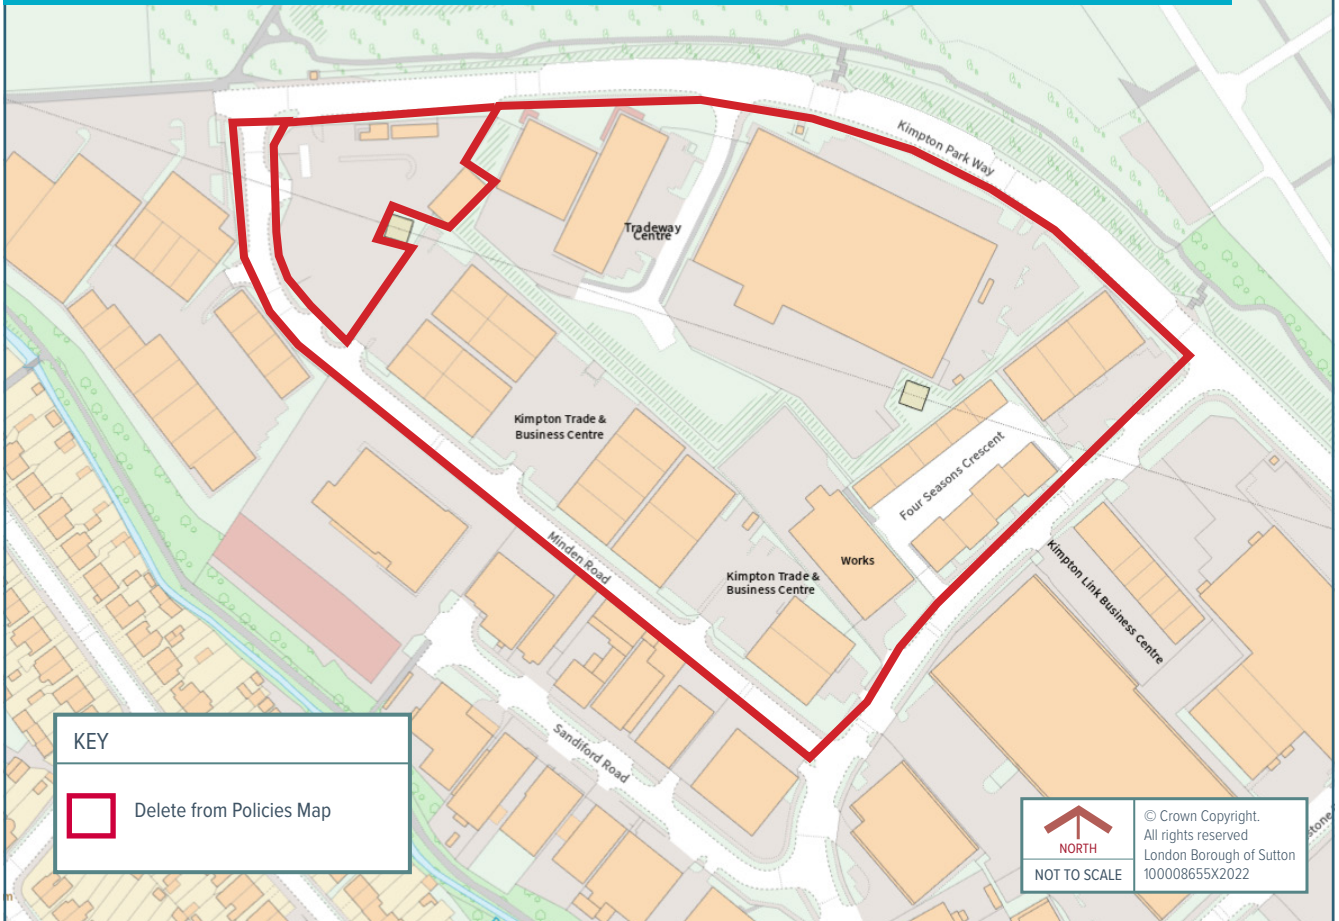 Kimpton Park Way
Tradeway
Centre
Kimpton Trade &
Business Centre
Four Seasons Crescent
Minden Road
Works
Kimpton Trade &
Business Centre
Kimpton Link Business Centre
Sandiford Road
KEY
Delete from Policies Map
NORTH
NOT TO SCALE
© Crown Copyright.
All rights reserved
London Borough of Sutton
100008655X2022